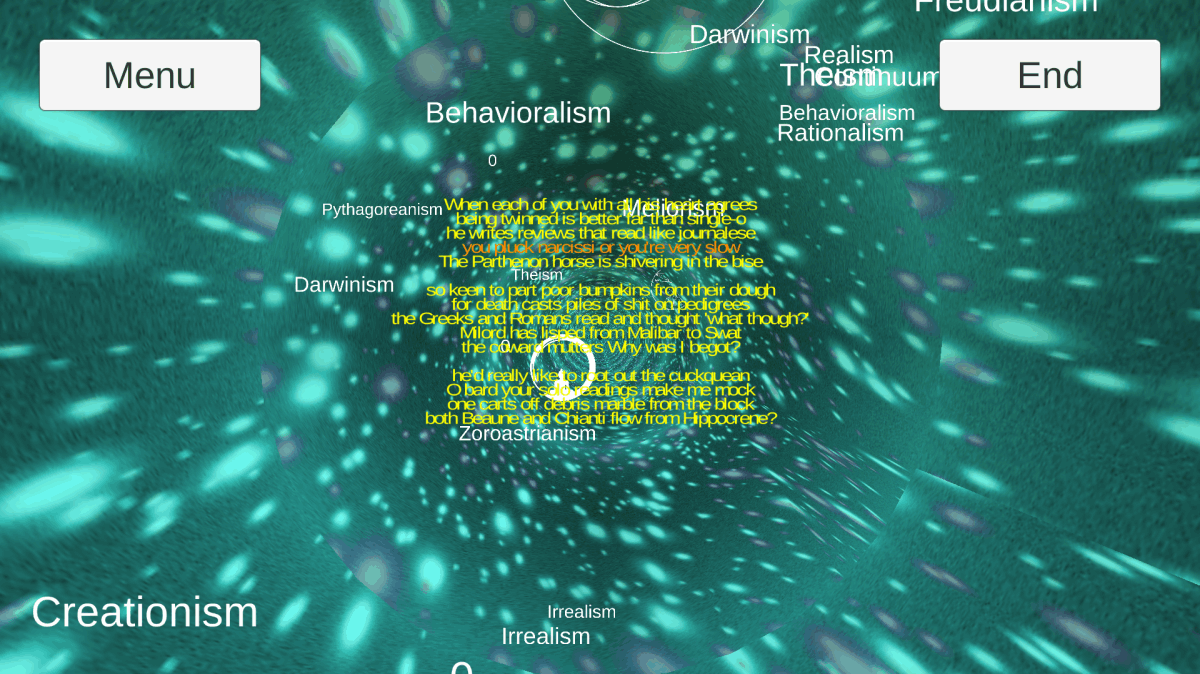 Freudianism
Darwinism
Realism
Theism
Continuum
Menu
End
Behavioralism
Behavioralism
Rationalism
0
Pythagoreanism
Meliorism
When each of you with all his heart agrees
being twinned is better far than single-o
he writes reviews that read like journalese
you pluck narcissi or you're very slow
The Parthenon horse is shivering in the bise
Theism
Darwinism
so keen to part poor bumpkins from their dough
for death casts piles of shit on pedigrees
the Greeks and Romans read and thought 'what though?'
Milord has lisped from Malibar to Swat
the coward mutters Why was I begot?
0
he'd really like to root out the cuckquean
O bard your solo readings make me mock
one carts off debris marble from the block
both Beaune and Chianti flow from Hippocrene?
Zoroastrianism
Creationism
Irrealism
Irrealism
0